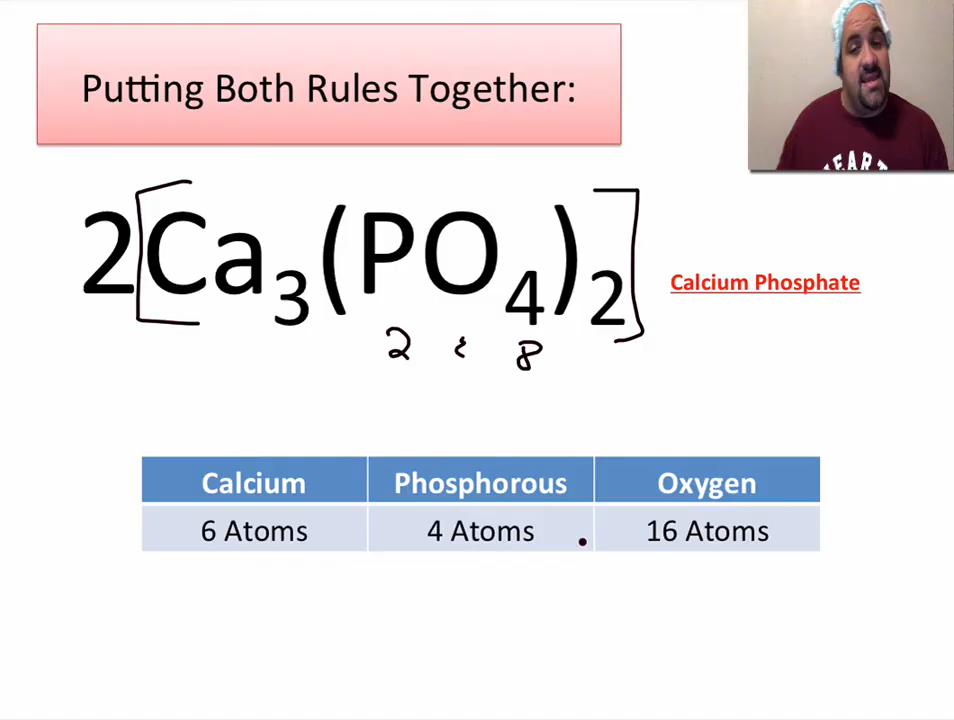 Putting Both Rules Together:
HEART
2[Ca₃(PO₄)₂]
Calcium Phosphate
2 : 8
Calcium Phosphorous Oxygen
6 Atoms 4 Atoms 16 Atoms